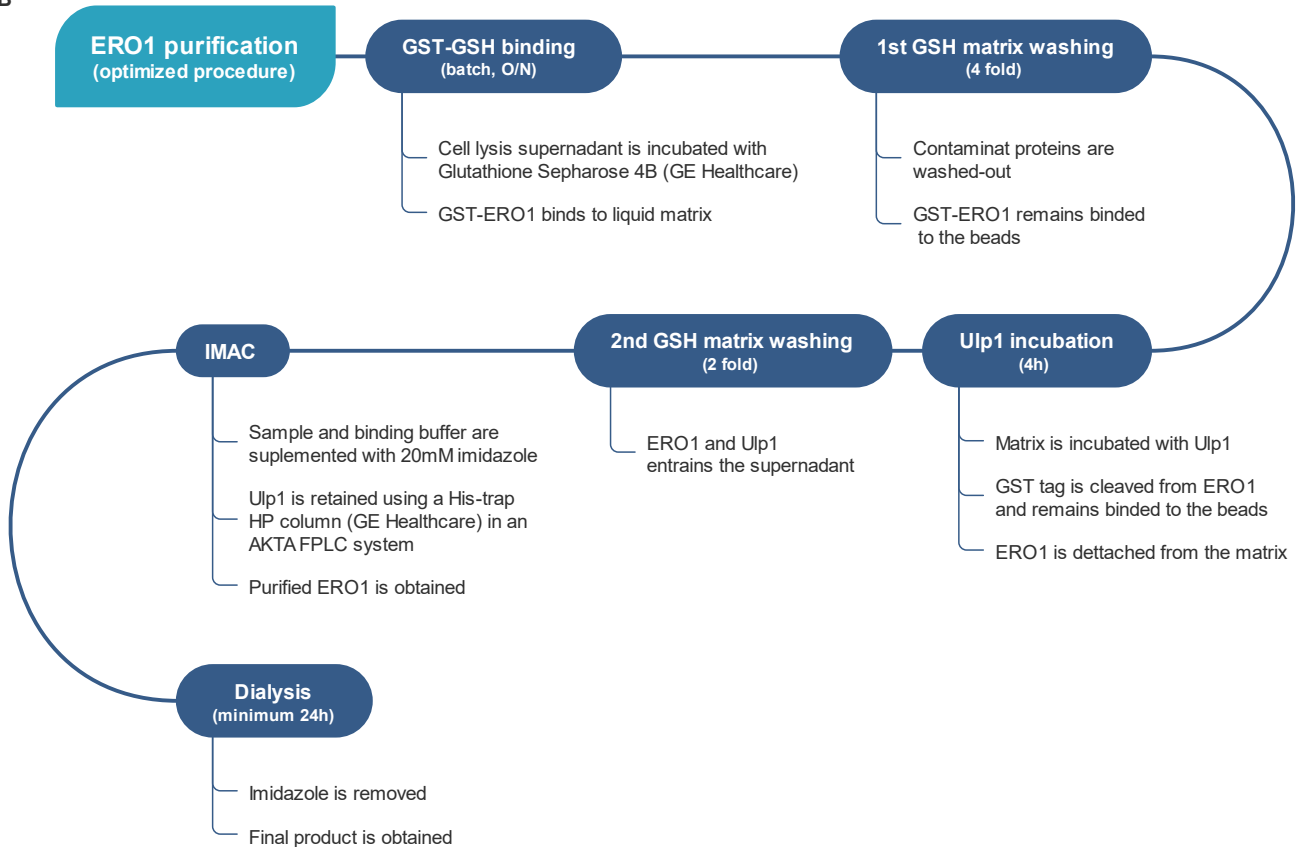 ERO1 purification
(optimized procedure)
GST-GSH binding
(batch, O/N)
Cell lysis supernadant is incubated with
Glutathione Sepharose 4B (GE Healthcare)
GST-ERO1 binds to liquid matrix
1st GSH matrix washing
(4 fold)
Contaminat proteins are
washed-out
GST-ERO1 remains binded
to the beads
Ulp1 incubation
(4h)
Matrix is incubated with Ulp1
GST tag is cleaved from ERO1
and remains binded to the beads
ERO1 is dettached from the matrix
2nd GSH matrix washing
(2 fold)
ERO1 and Ulp1
entrains the supernadant
IMAC
Sample and binding buffer are
suplemented with 20mM imidazole
Ulp1 is retained using a His-trap
HP column (GE Healthcare) in an
AKTA FPLC system
Purified ERO1 is obtained
Dialysis
(minimum 24h)
Imidazole is removed
Final product is obtained